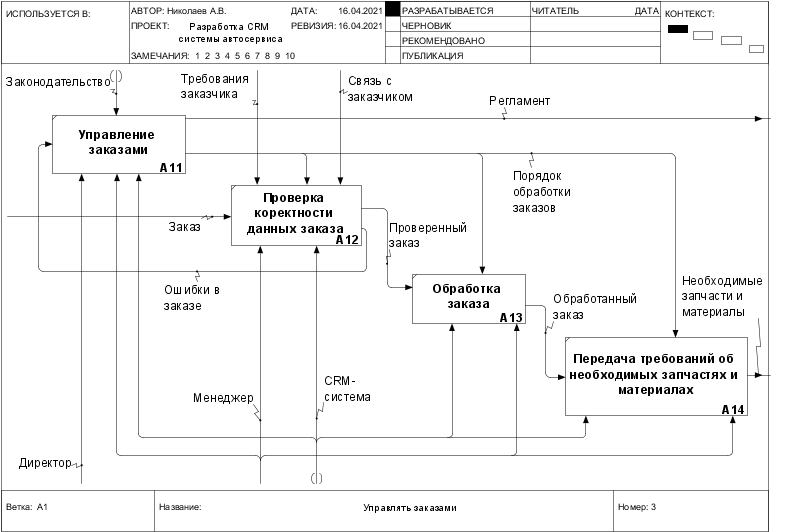 ИСПОЛЬЗУЕТСЯ В:
АВТОР: Николаев А.В.
ДАТА: 16.04.2021
ПРОЕКТ: Разработка CRM
системы автосервиса
РЕВИЗИЯ: 16.04.2021
ЗАМЕЧАНИЯ: 1 2 3 4 5 6 7 8 9 10
РАЗРАБАТЫВАЕТСЯ
ЧЕРНОВИК
РЕКОМЕНДОВАНО
ПУБЛИКАЦИЯ
ЧИТАТЕЛЬ
ДАТА
КОНТЕКСТ:
Законодательство
Требования
заказчика
Связь с
заказчиком
Регламент
Управление
заказами
A11
Порядок
обработки
заказов
Проверка
коректности
данных заказа
A12
Заказ
Проверенный
заказ
Ошибки в
заказе
Обработка
заказа
A13
Обработанный
заказ
Необходимые
запчасти и
материалы
Передача требований об
необходимых запчастях и
материалах
A14
Менеджер
CRM-
система
Директор
Ветка: A1
Название:
Управлять заказами
Номер: 3